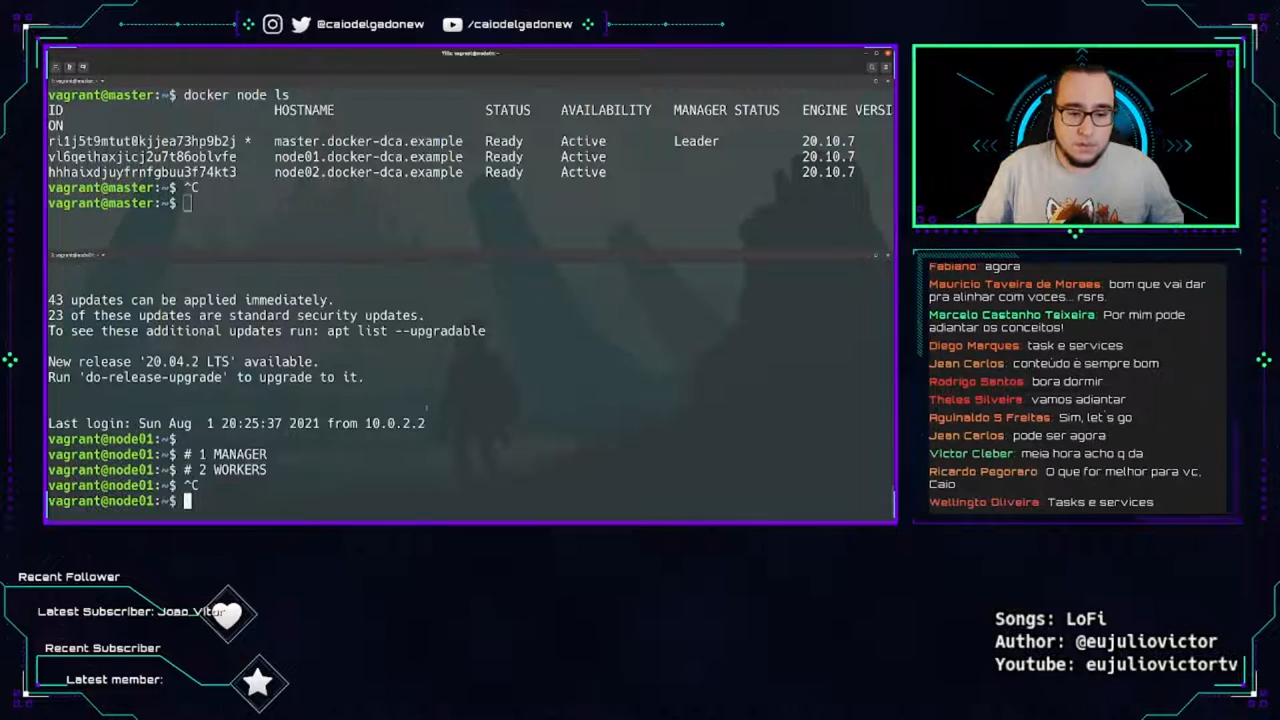 @caiodelgadonew
/caiodelgadonew
vagrant@master:~$ docker node ls
ID HOSTNAME STATUS AVAILABILITY MANAGER STATUS ENGINE VERSI
ON
ri1j5t9mtut0kjjea73hp9b2j * master.docker-dca.example Ready Active Leader 20.10.7
vl6qeihaxjicj2u7t86oblvfe node01.docker-dca.example Ready Active 20.10.7
hhhaixdjuyfrnfgbuu3f74kt3 node02.docker-dca.example Ready Active 20.10.7
vagrant@master:~$ ^C
vagrant@master:~$
43 updates can be applied immediately.
23 of these updates are standard security updates.
To see these additional updates run: apt list --upgradable
New release '20.04.2 LTS' available.
Run 'do-release-upgrade' to upgrade to it.
Last login: Sun Aug 1 20:25:37 2021 from 10.0.2.2
vagrant@node01:~$
vagrant@node01:~$ # 1 MANAGER
vagrant@node01:~$ # 2 WORKERS
vagrant@node01:~$ ^C
vagrant@node01:~$
Fabiano: agora
Mauricio Taveira de Moraes: bom que vai dar
pra alinhar com voces... rsrs.
Marcelo Castanho Teixeira: Por mim pode
adiantar os conceitos!
Diego Marques: task e services
Jean Carlos: conteúdo é sempre bom
Rodrigo Santos: bora dormir
Theles Silveira: vamos adiantar
Aguinaldo S Freitas: Sim, let's go
Jean Carlos: pode ser agora
Victor Cleber: meia hora acho q da
Ricardo Pegoraro: O que for melhor para vc,
Caio
Wellingto Oliveira: Tasks e services
Recent Follower
Latest Subscriber: Joao Vitor
Recent Subscriber
Latest member:
Songs: LoFi
Author: @eujuliovictor
Youtube: eujuliovictortv